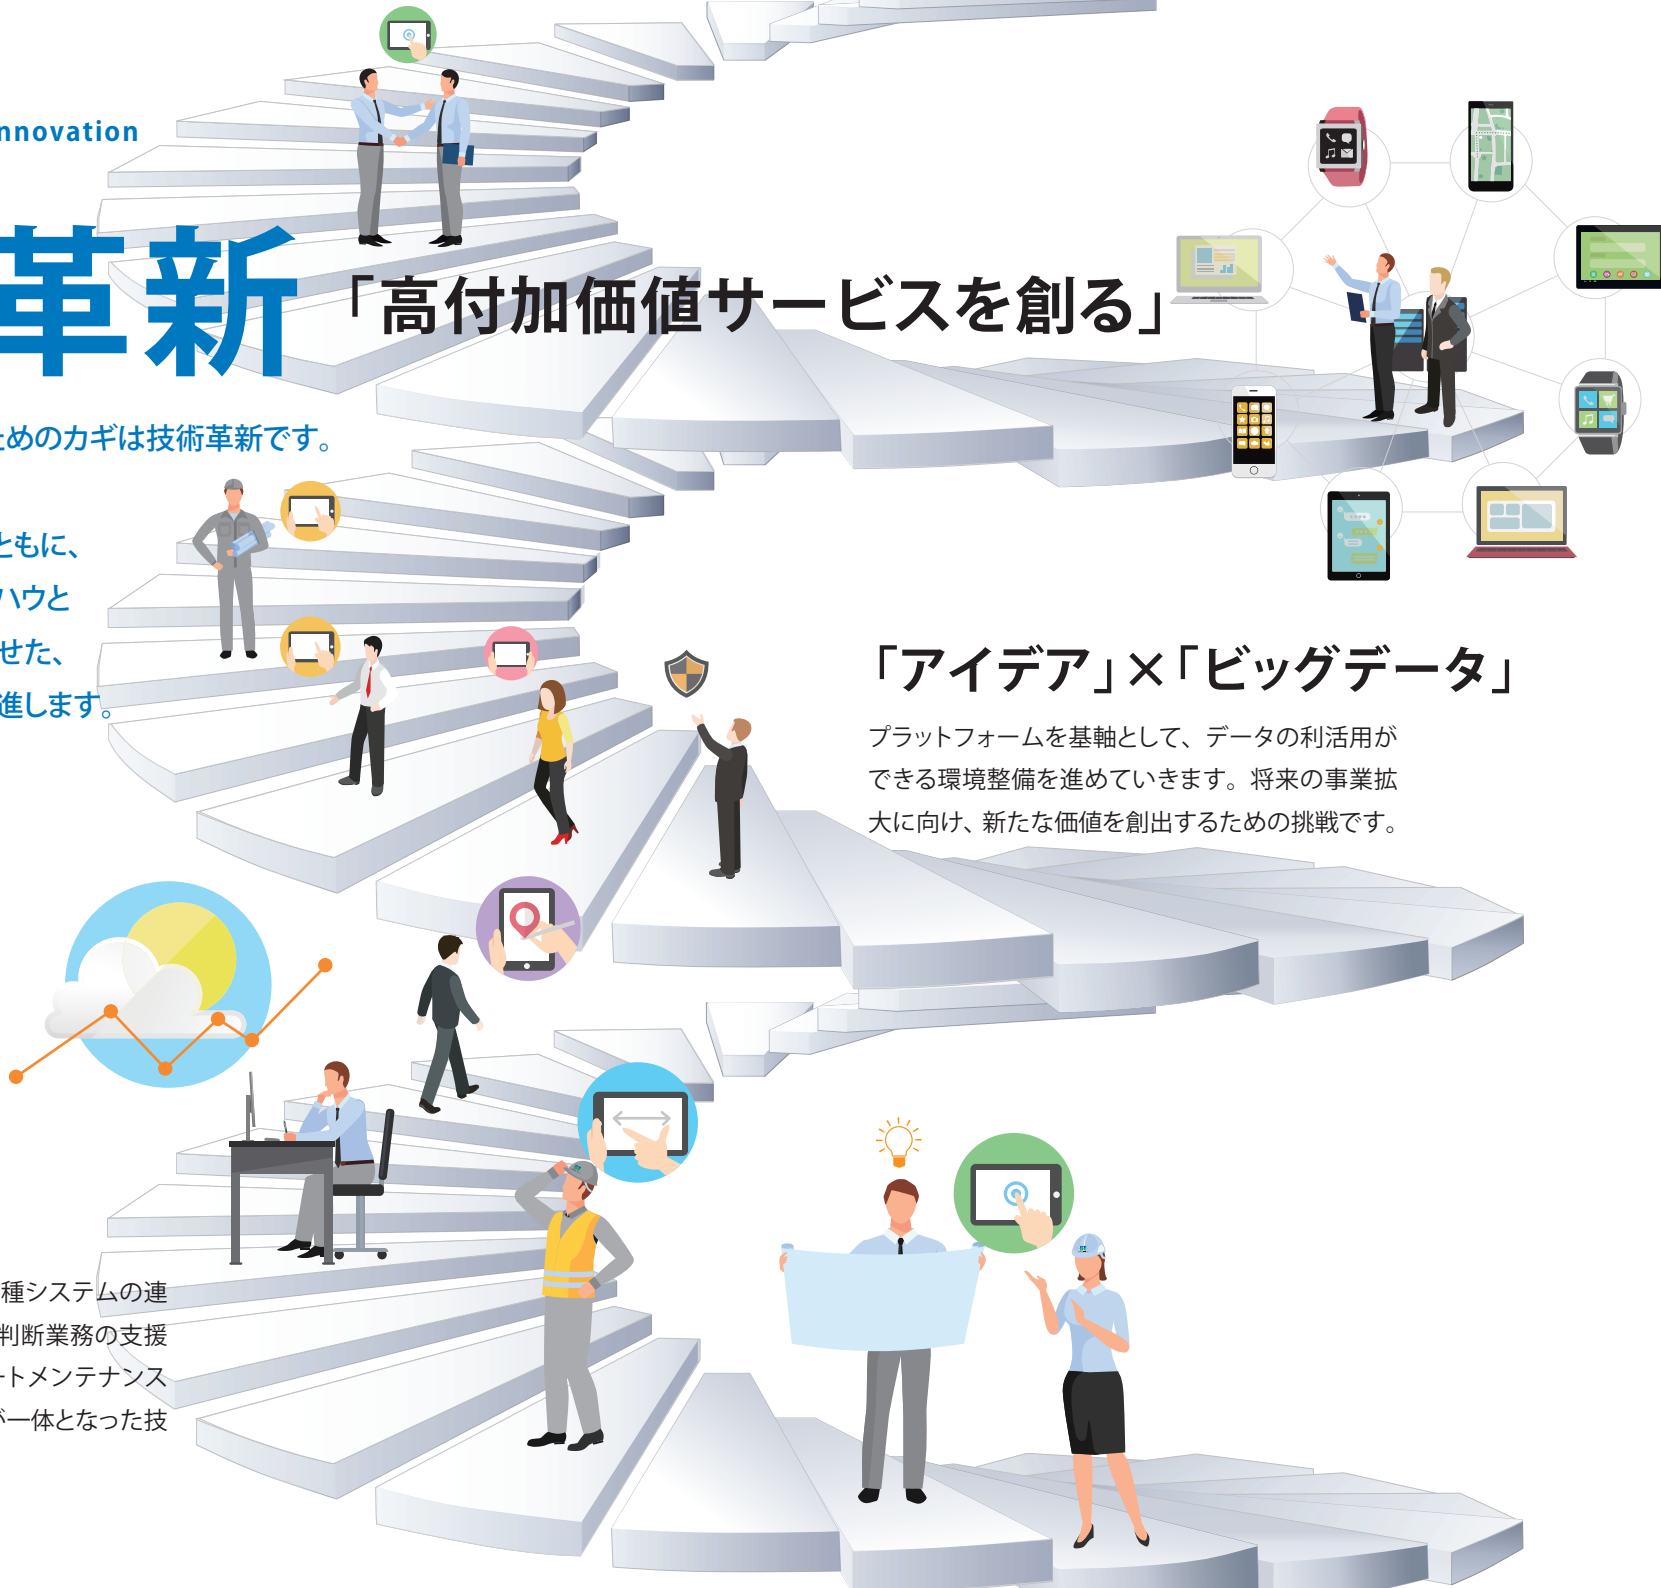 nnovation
革新
「高付加価値サービスを創る」
ためのカギは技術革新です。
ともに、
ハウと
せた、
進します。
「アイデア」×「ビッグデータ」
プラットフォームを基軸として、データの利活用が
できる環境整備を進めていきます。将来の事業拡
大に向け、新たな価値を創出するための挑戦です。
種システムの連
判断業務の支援
ートメンテナンス
が一体となった技